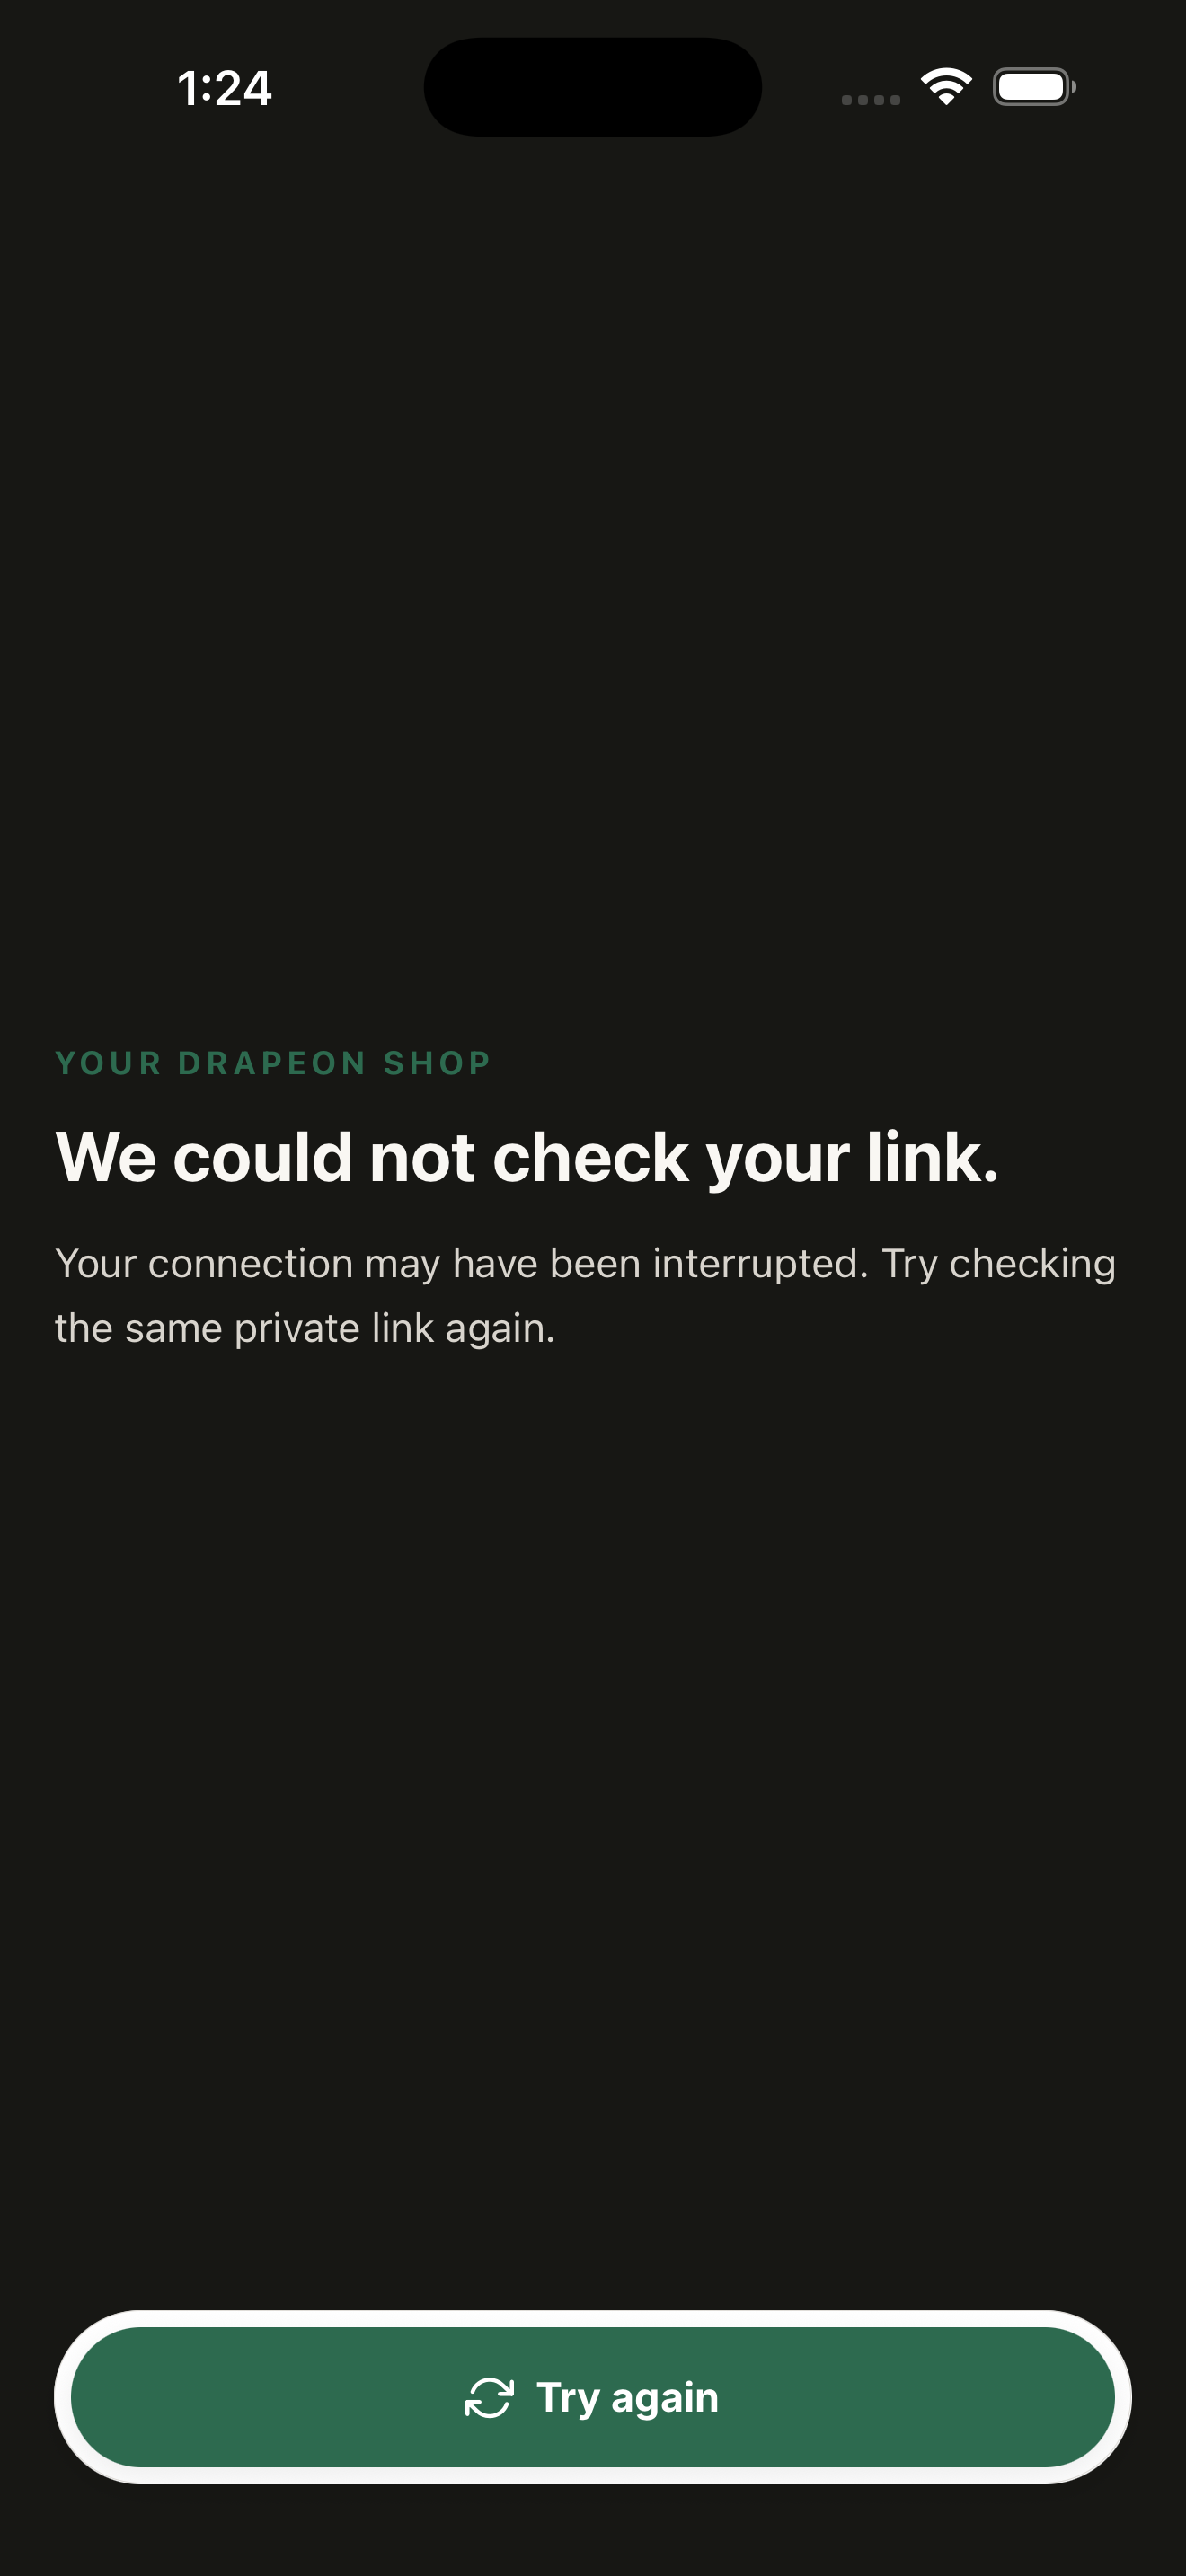 1:24
YOUR DRAPEON SHOP
We could not check your link.
Your connection may have been interrupted. Try checking
the same private link again.
Try again